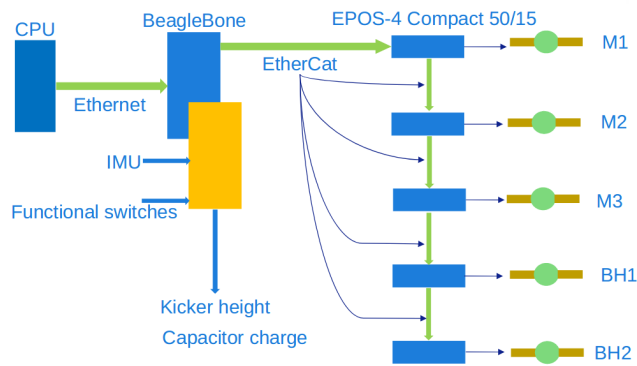 CPU
BeagleBone
EPOS-4 Compact 50/15
M1
EtherCat
Ethernet
M2
IMU
M3
Functional switches
BH1
Kicker height
Capacitor charge
BH2